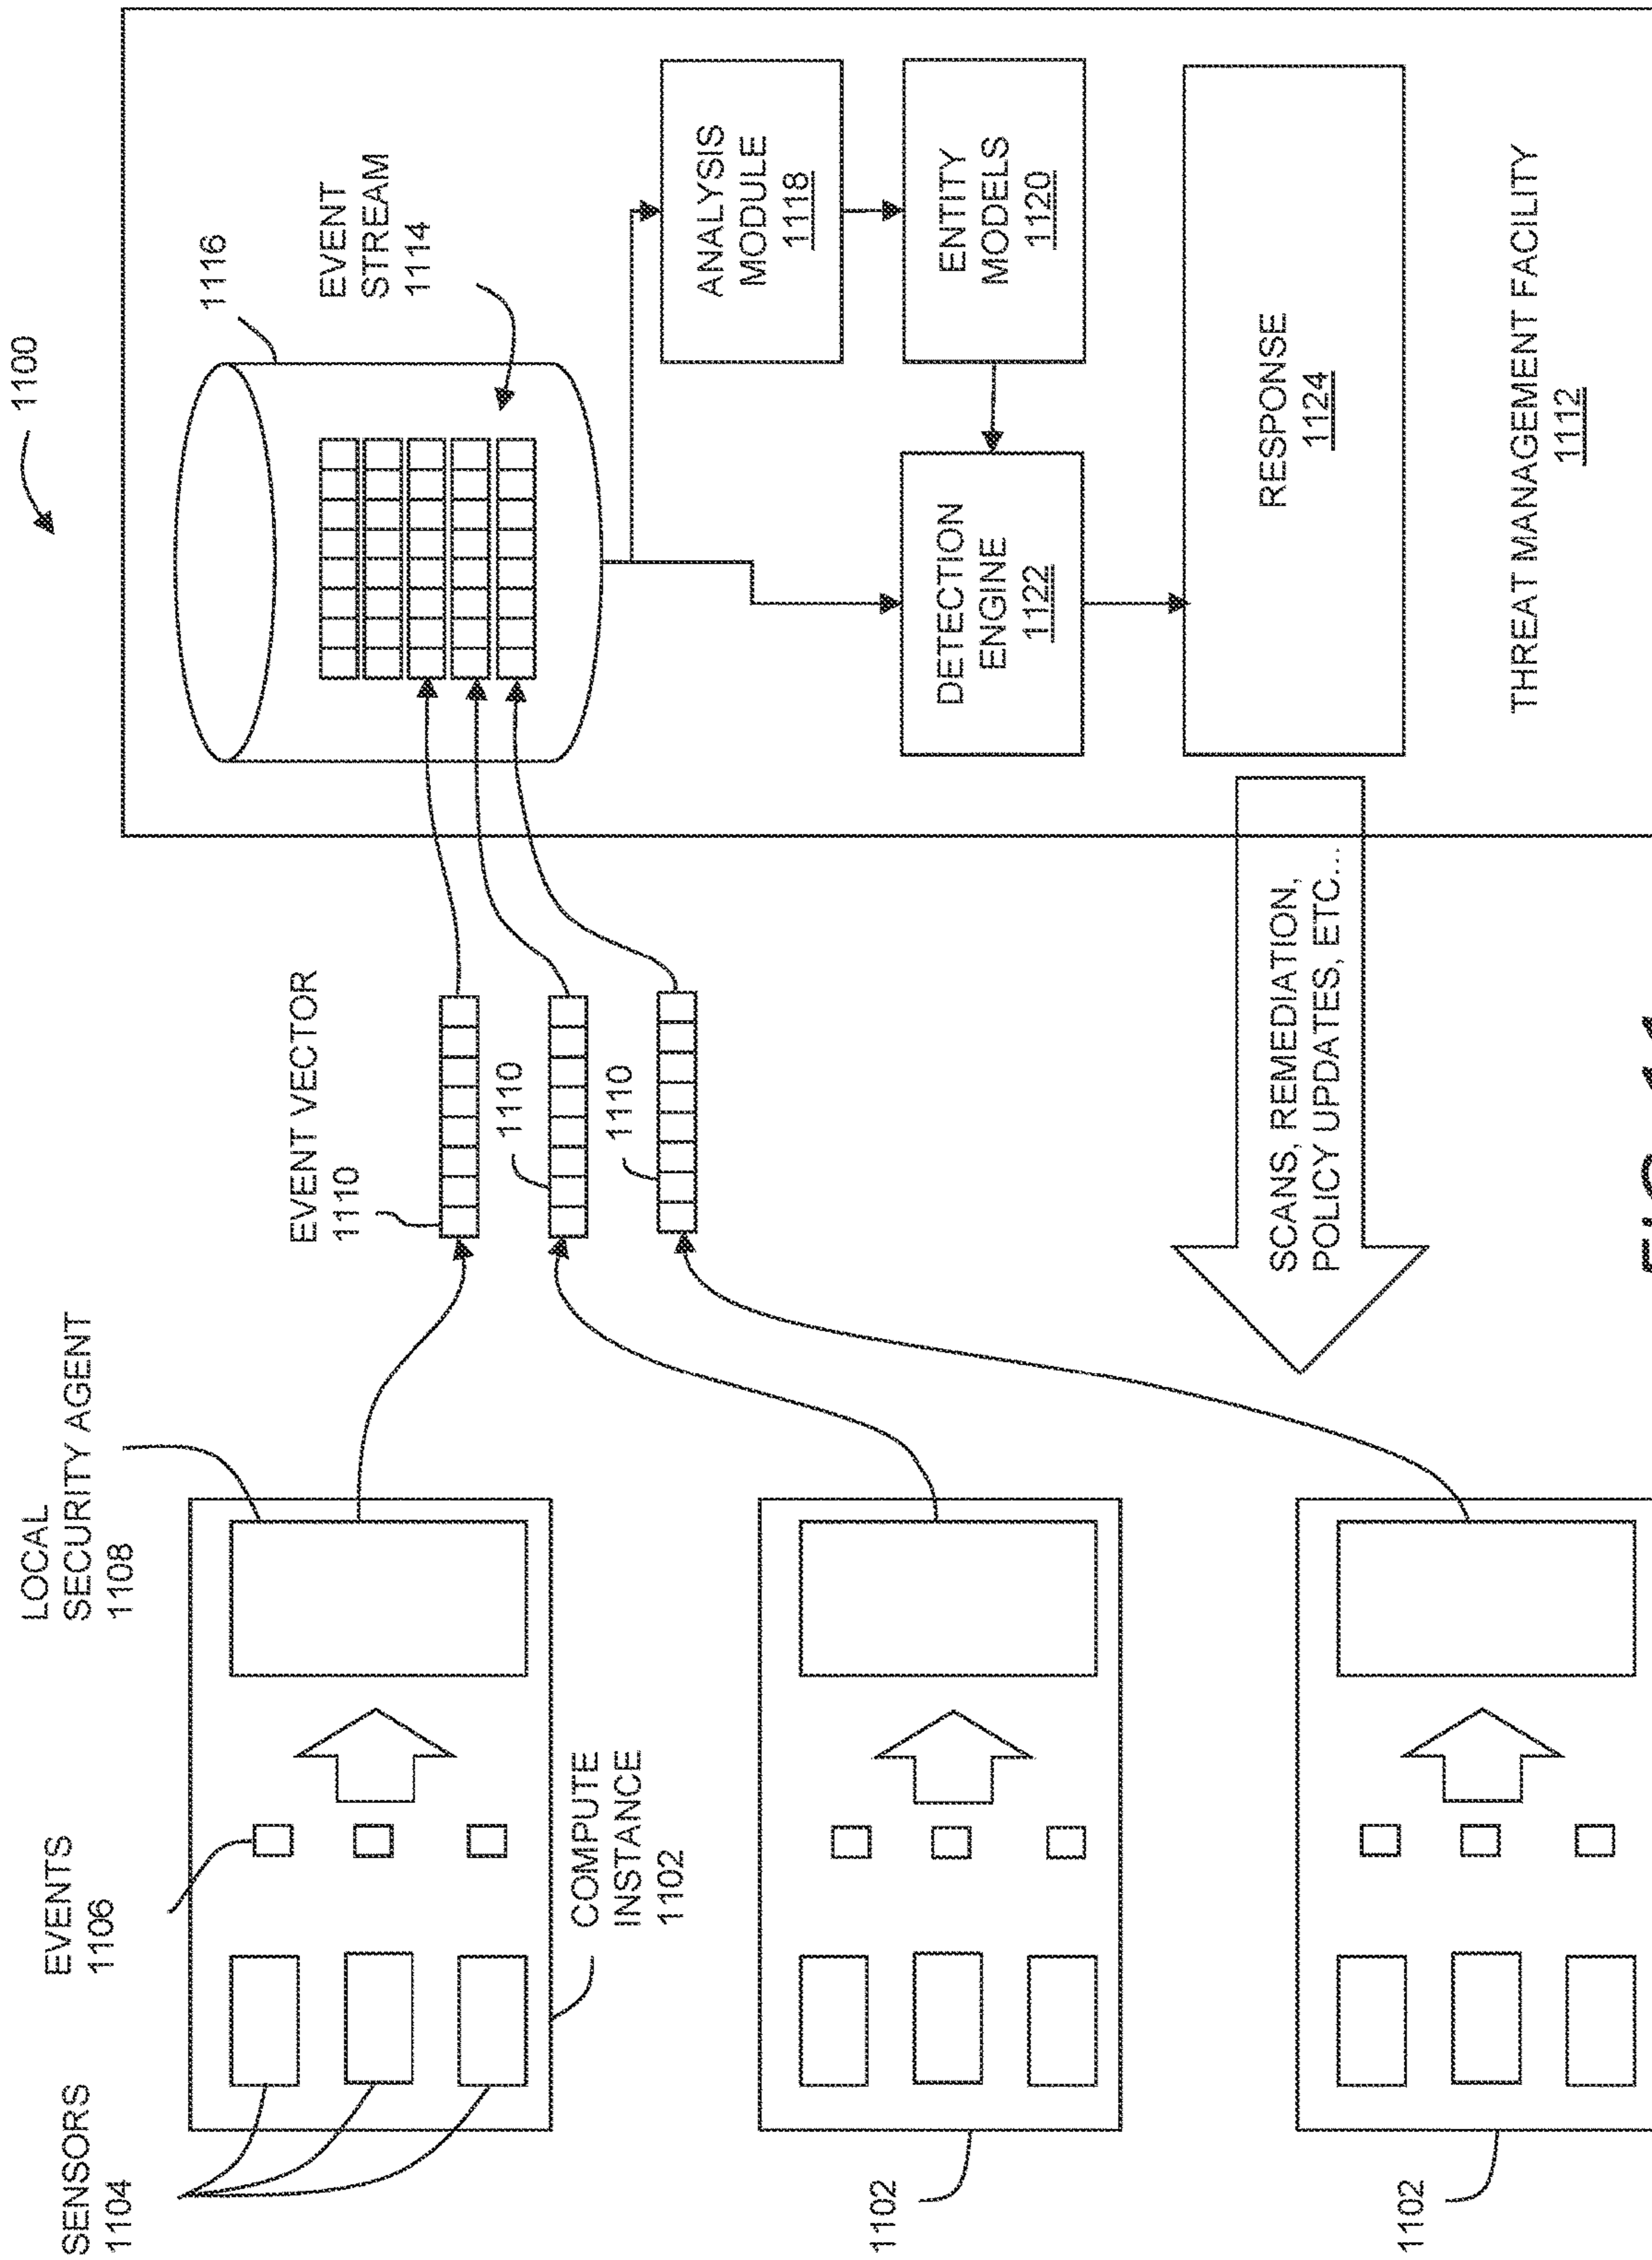 1100
LOCAL
SECURITY AGENT
1108
EVENTS
1106
SENSORS
1104
COMPUTE
INSTANCE
1102
1102
1102
EVENT VECTOR
1110
1110
1110
1116
EVENT
STREAM
1114
ANALYSIS
MODULE
1118
ENTITY
MODELS
1120
DETECTION
ENGINE
1122
RESPONSE
1124
THREAT MANAGEMENT FACILITY
1112
SCANS, REMEDIATION,
POLICY UPDATES, ETC...